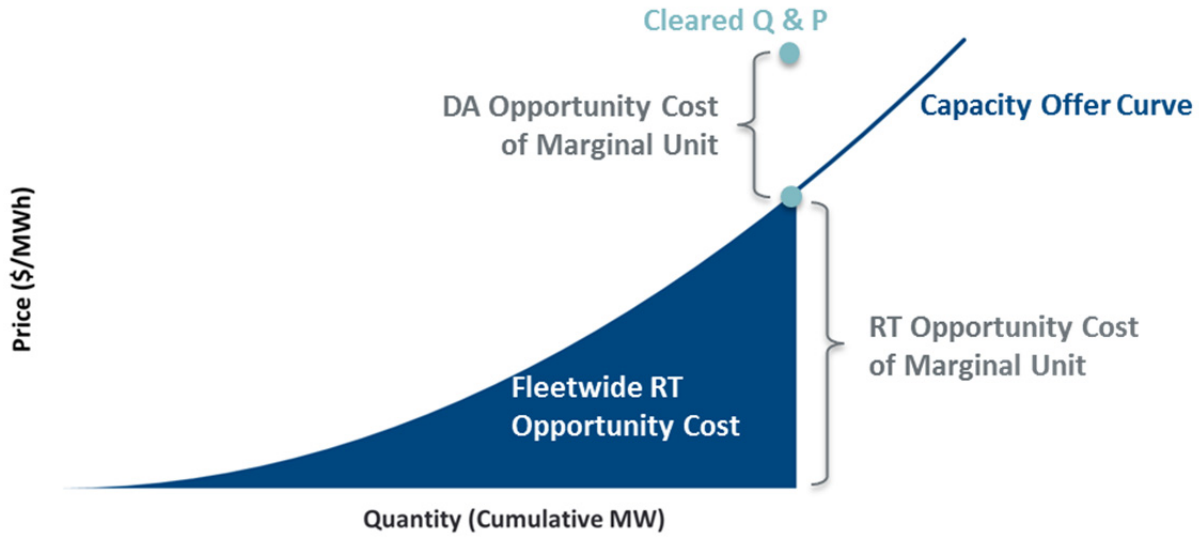 Cleared Q & P
DA Opportunity Cost
of Marginal Unit
Capacity Offer Curve
Price ($/MWh)
RT Opportunity Cost
of Marginal Unit
Fleetwide RT
Opportunity Cost
Quantity (Cumulative MW)